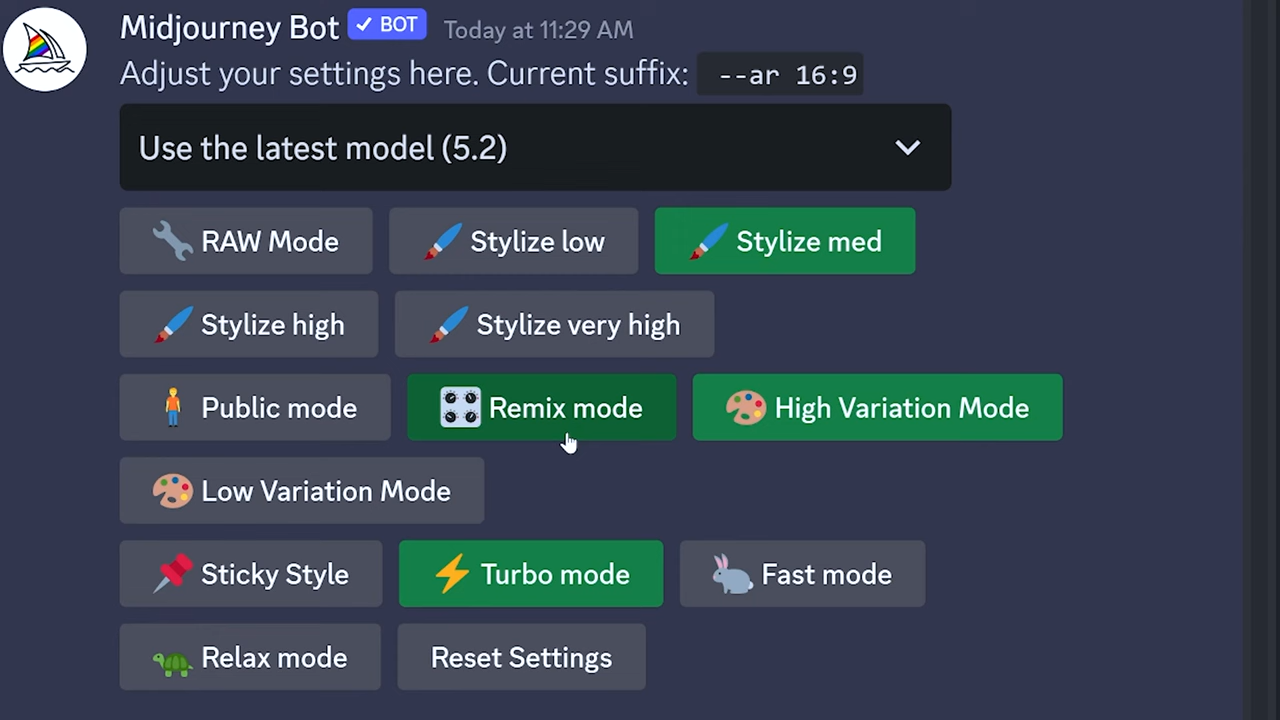 Midjourney Bot ✓ BOT Today at 11:29 AM
Adjust your settings here. Current suffix: --ar 16:9
Use the latest model (5.2)
RAW Mode Stylize low Stylize med
Stylize high Stylize very high
Public mode Remix mode High Variation Mode
Low Variation Mode
Sticky Style Turbo mode Fast mode
Relax mode Reset Settings